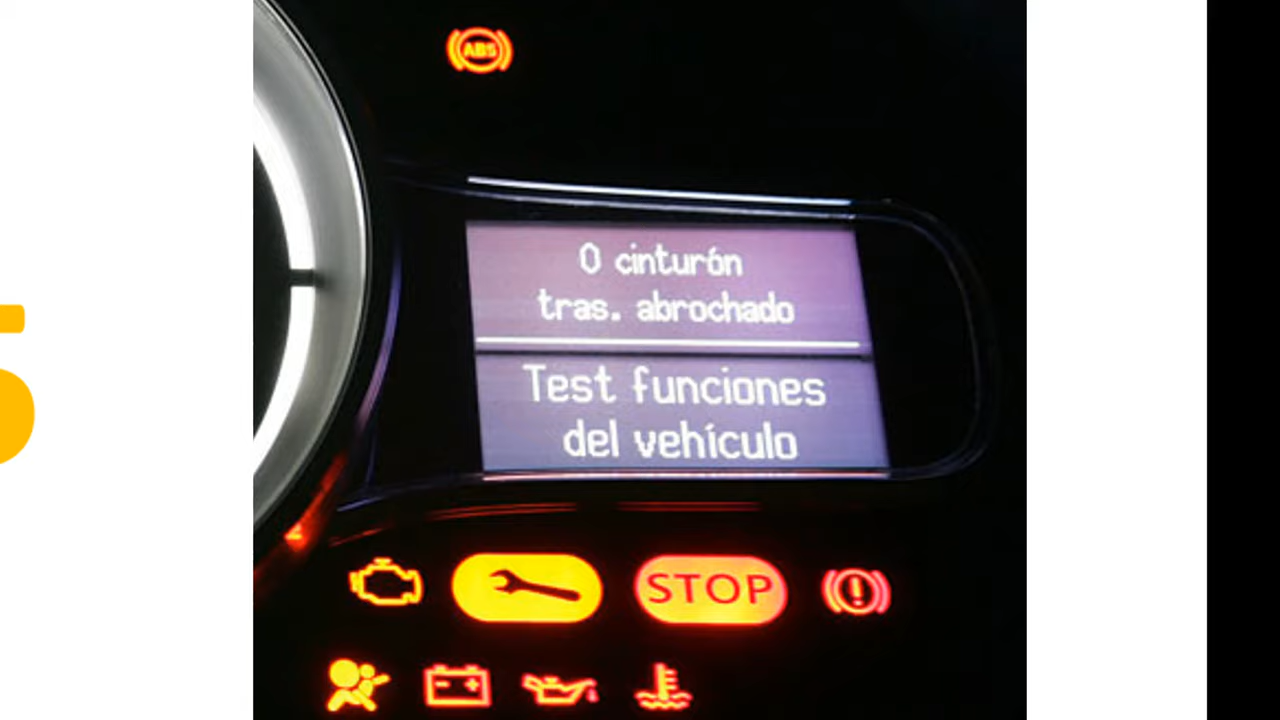 ABS
0 cinturón
tras. abrochado
Test funciones
del vehículo
STOP